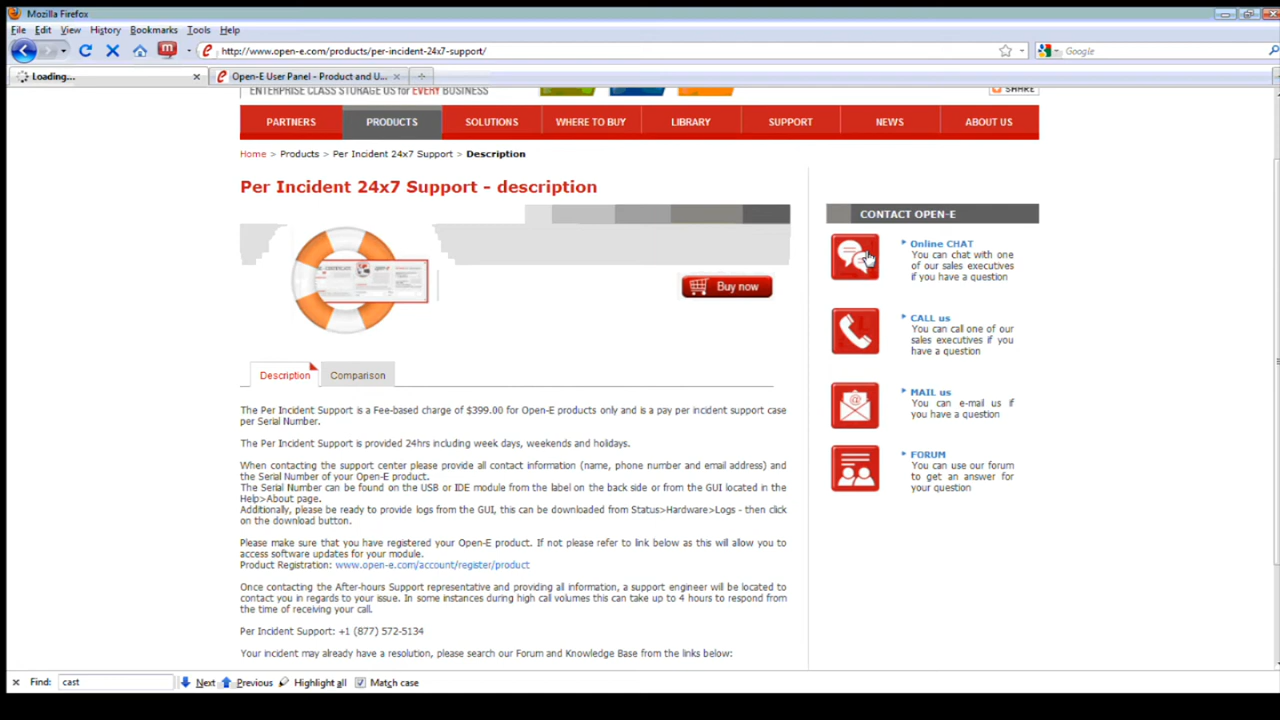 Mozilla Firefox
File Edit View History Bookmarks Tools Help
http://www.open-e.com/products/per-incident-24x7-support/
Google
Loading...
Open-E User Panel - Product and U...
ENTERPRISE CLASS STORAGE OS for EVERY BUSINESS
SHARE
PARTNERS PRODUCTS SOLUTIONS WHERE TO BUY LIBRARY SUPPORT NEWS ABOUT US
Home > Products > Per Incident 24x7 Support > Description
Per Incident 24x7 Support - description
Buy now
Description Comparison
The Per Incident Support is a Fee-based charge of $399.00 for Open-E products only and is a pay per incident support case
per Serial Number.
The Per Incident Support is provided 24hrs including week days, weekends and holidays.
When contacting the support center please provide all contact information (name, phone number and email address) and
the Serial Number of your Open-E product.
The Serial Number can be found on the USB or IDE module from the label on the back side or from the GUI located in the
Help>About page.
Additionally, please be ready to provide logs from the GUI, this can be downloaded from Status>Hardware>Logs - then click
on the download button.
Please make sure that you have registered your Open-E product. If not please refer to link below as this will allow you to
access software updates for your module.
Product Registration: www.open-e.com/account/register/product
Once contacting the After-hours Support representative and providing all information, a support engineer will be located to
contact you in regards to your issue. In some instances during high call volumes this can take up to 4 hours to respond from
the time of receiving your call.
Per Incident Support: +1 (877) 572-5134
Your incident may already have a resolution, please search our Forum and Knowledge Base from the links below:
CONTACT OPEN-E
Online CHAT
You can chat with one
of our sales executives
if you have a question
CALL us
You can call one of our
sales executives if you
have a question
MAIL us
You can e-mail us if
you have a question
FORUM
You can use our forum
to get an answer for
your question
Find: cast Next Previous Highlight all Match case